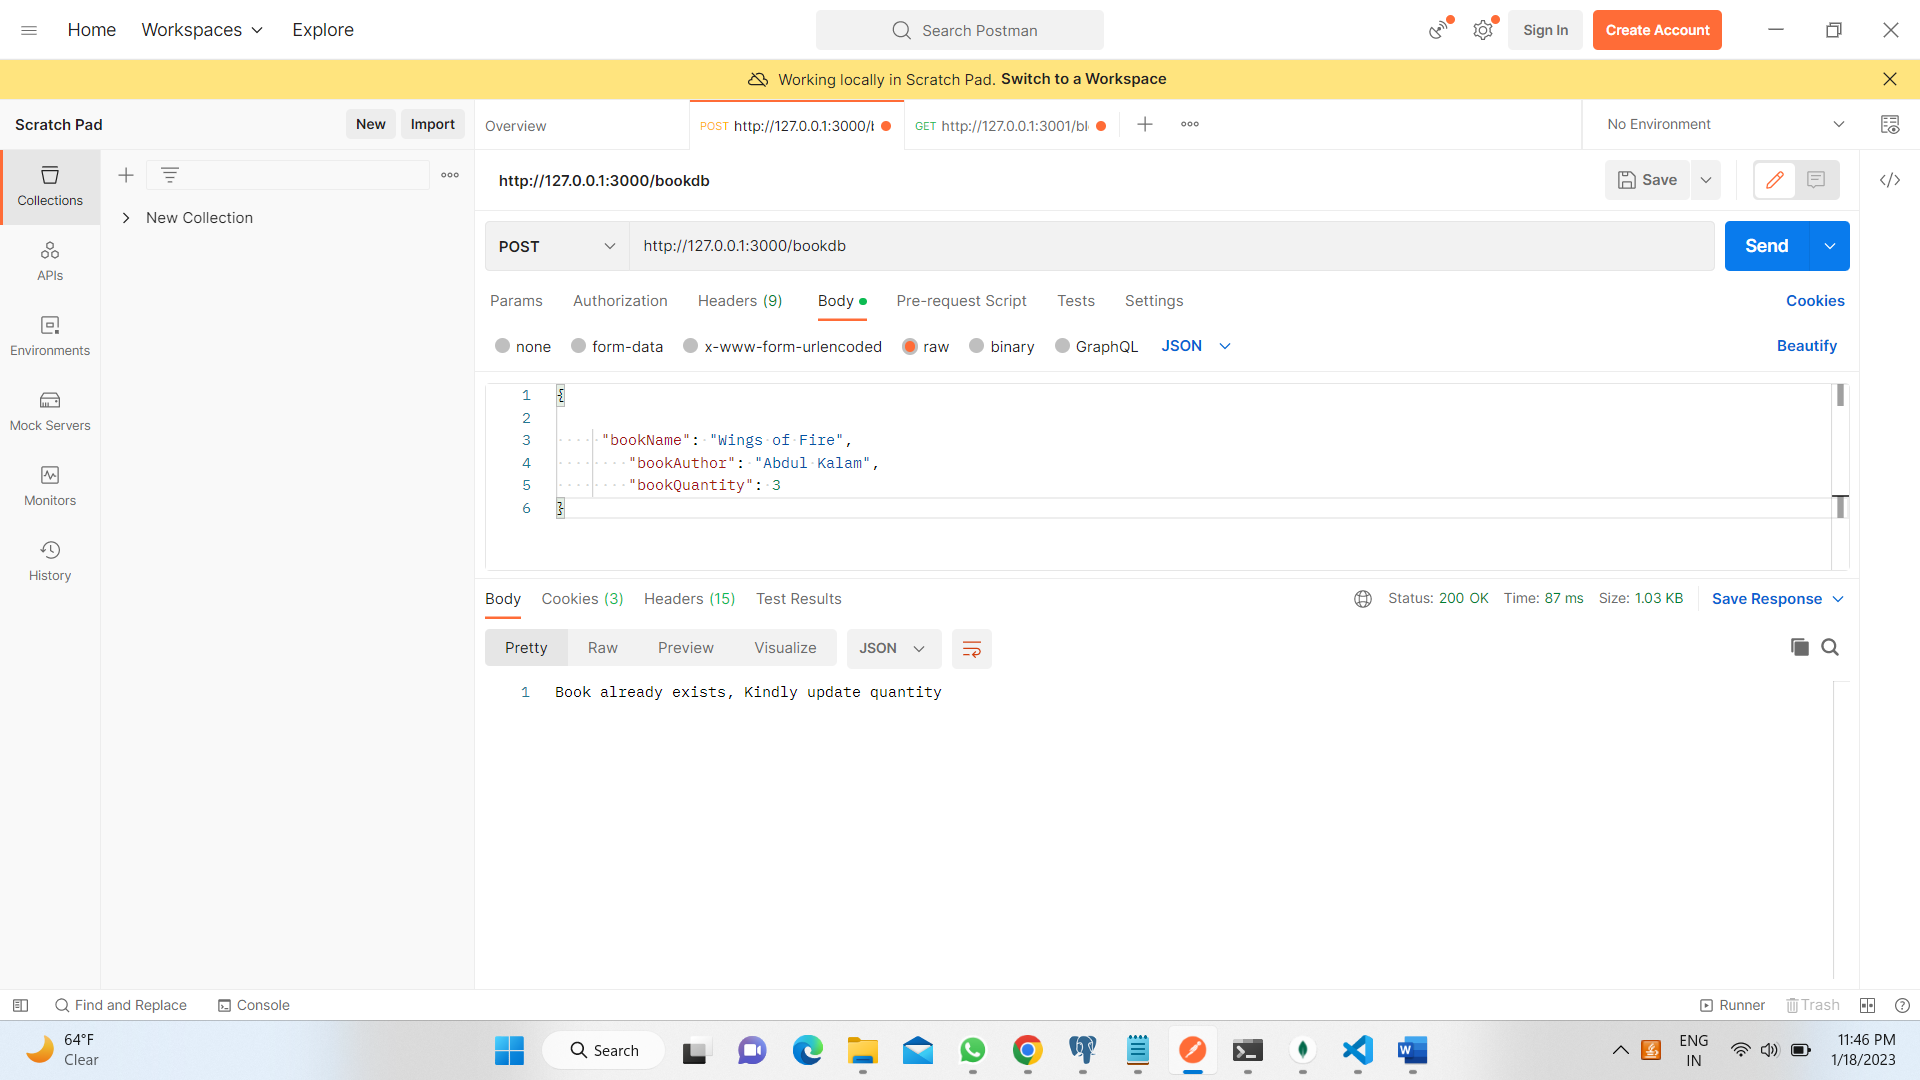 Home Workspaces Explore Search Postman Sign In Create Account
Working locally in Scratch Pad. Switch to a Workspace
Scratch Pad New Import Overview POST http://127.0.0.1:3000/b GET http://127.0.0.1:3001/bl No Environment
http://127.0.0.1:3000/bookdb Save
Collections
New Collection
POST http://127.0.0.1:3000/bookdb Send
APIs
Params Authorization Headers (9) Body Pre-request Script Tests Settings Cookies
Environments
none form-data x-www-form-urlencoded raw binary GraphQL JSON Beautify
Mock Servers
1 {
2
3 "bookName": "Wings of Fire",
4 "bookAuthor": "Abdul Kalam",
5 "bookQuantity": 3
6 }
Monitors
History
Body Cookies (3) Headers (15) Test Results Status: 200 OK Time: 87 ms Size: 1.03 KB Save Response
Pretty Raw Preview Visualize JSON
1 Book already exists, Kindly update quantity
Find and Replace Console Runner Trash
64°F
Clear
Search
ENG
IN
11:46 PM
1/18/2023